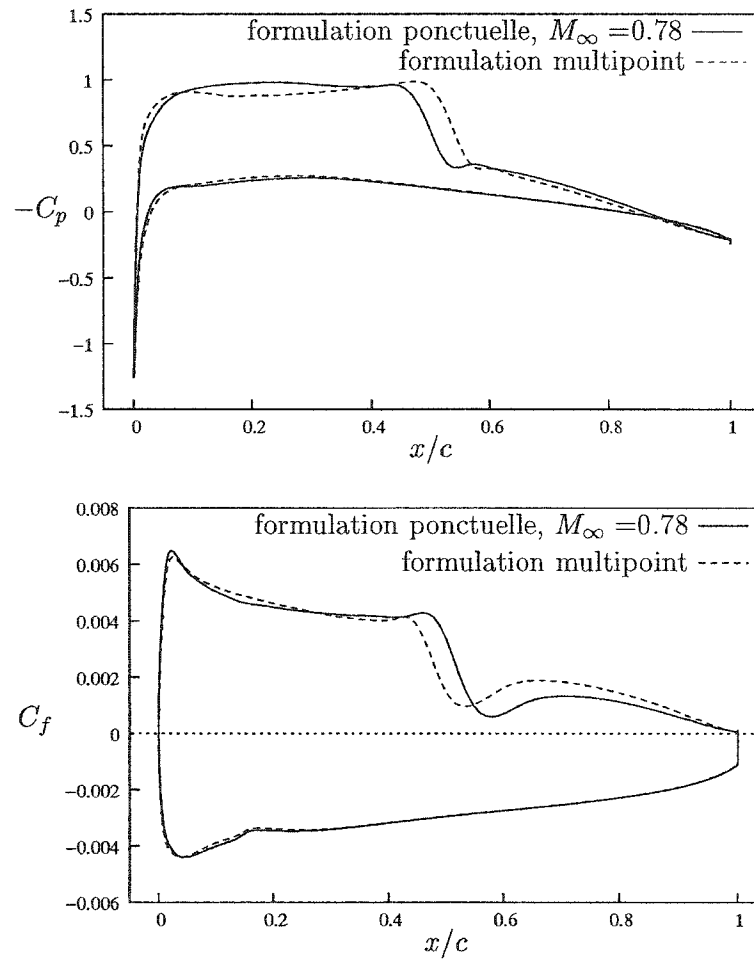 1.5
formulation ponctuelle, M∞ =0.78
formulation multipoint
1
0.5
−Cp
0
−0.5
−1
−1.5
0 0.2 0.4 0.6 0.8 1
x/c
0.008
formulation ponctuelle, M∞ =0.78
0.006
formulation multipoint
0.004
0.002
Cf
0
−0.002
−0.004
−0.006
0 0.2 0.4 0.6 0.8 1
x/c